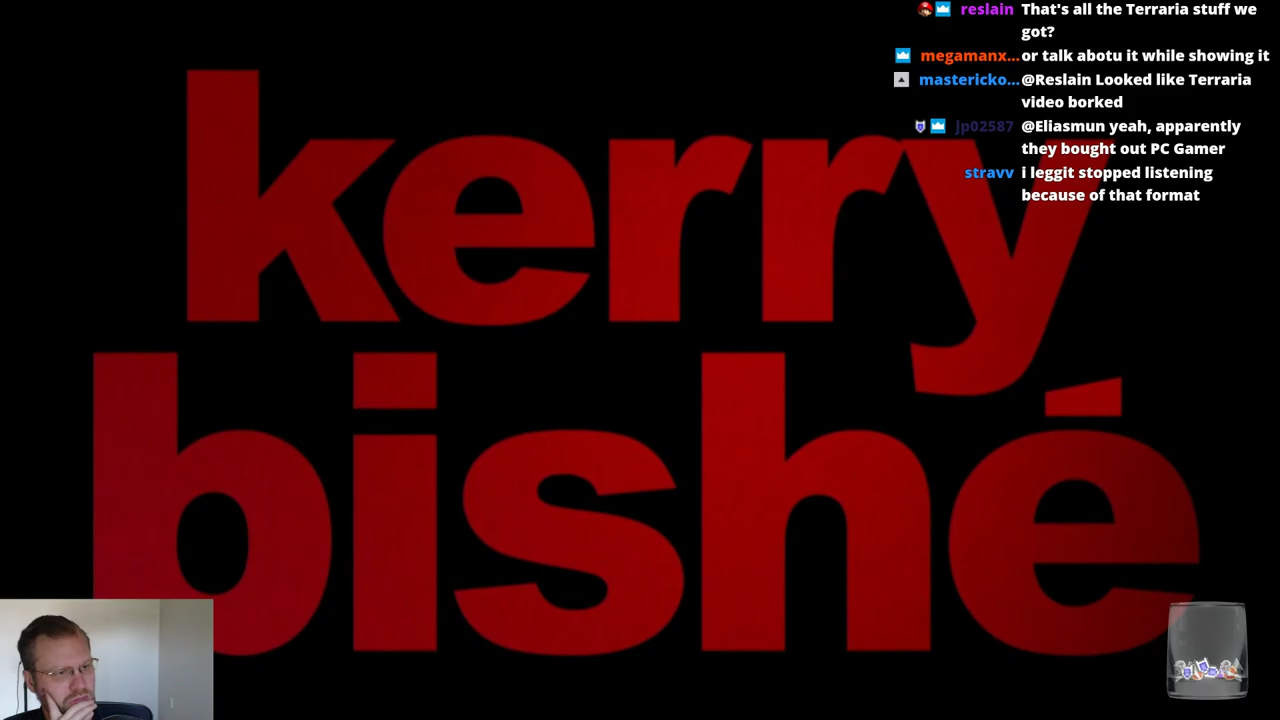 reslain That's all the Terraria stuff we
got?
megamanx... or talk abotu it while showing it
mastericko... @Reslain Looked like Terraria
video borked
jp02587 @Eliasmun yeah, apparently
they bought out PC Gamer
stravv i leggit stopped listening
because of that format
kerry
bishé